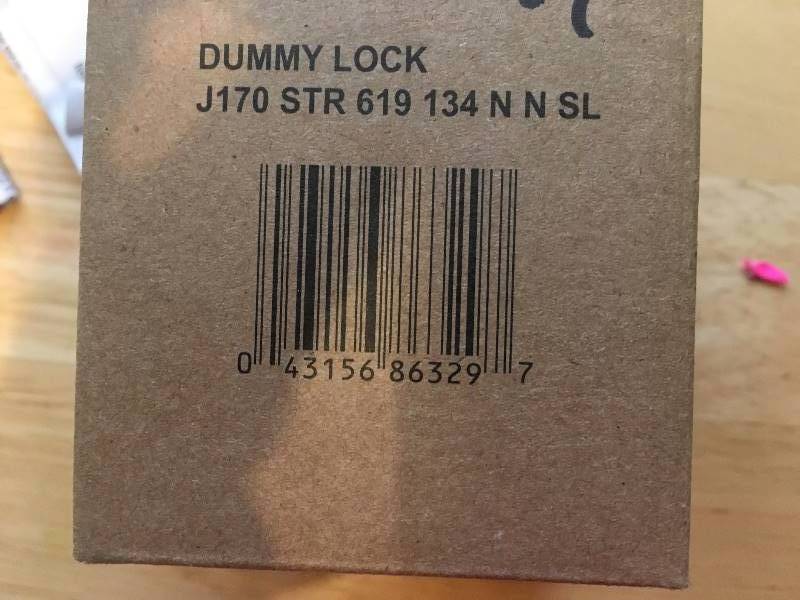 DUMMY LOCK
J170 STR 619 134 N N SL
0 43156 86329 7